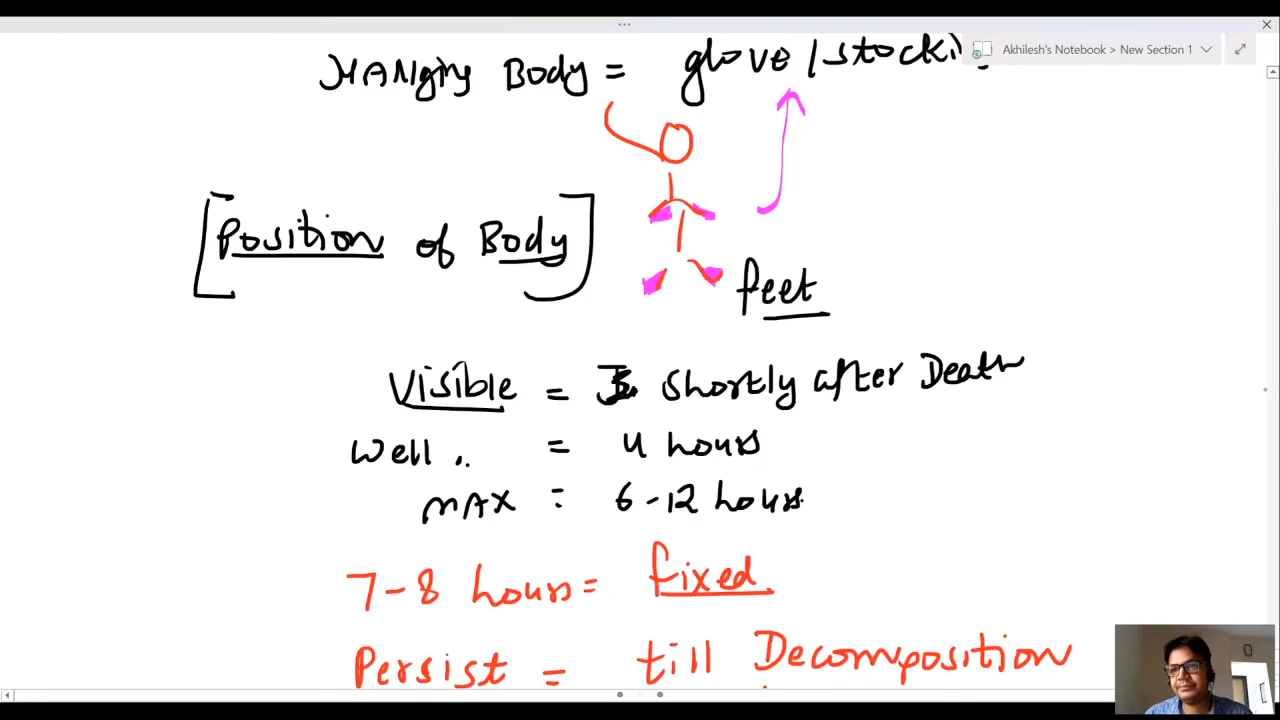 Akhilesh's Notebook > New Section 1
HANging Body = glove/stocki
[Position of Body]
feet
Visible = Shortly after Death
Well .. = 4 hours
MAX = 6-12 hours.
7-8 hours = fixed.
Persist = till Decomposition